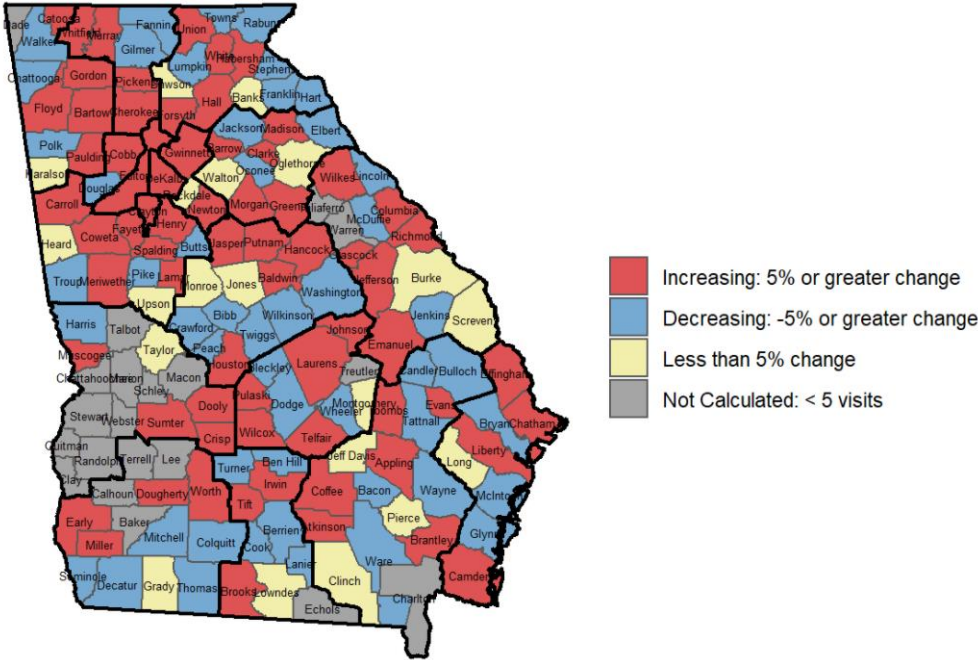 Dade
Catoosa
Whitfield
Murray
Fannin
Union
Towns
Rabun
Walker
Gilmer
White
Habersham
Lumpkin
Stephens
Chattooga
Gordon
Pickens
Dawson
Banks
Franklin
Hart
Floyd
Bartow
Cherokee
Forsyth
Hall
Jackson
Madison
Elbert
Polk
Paulding
Cobb
Gwinnett
Barrow
Clarke
Oconee
Oglethorpe
Haralson
Douglas
Fulton
DeKalb
Walton
Wilkes
Lincoln
Rockdale
Newton
Morgan
Greene
Taliaferro
Columbia
McDuffie
Carroll
Clayton
Fayette
Henry
Warren
Richmond
Coweta
Spalding
Butts
Jasper
Putnam
Hancock
Glascock
Heard
Jefferson
Burke
Troup
Meriwether
Pike
Lamar
Monroe
Jones
Baldwin
Washington
Upson
Jenkins
Screven
Harris
Talbot
Crawford
Bibb
Wilkinson
Twiggs
Johnson
Emanuel
Taylor
Peach
Muscogee
Houston
Bleckley
Laurens
Treutlen
Candler
Bulloch
Effingham
Chattahoochee
Marion
Macon
Schley
Pulaski
Dodge
Montgomery
Wheeler
Toombs
Evans
Tattnall
Bryan
Chatham
Stewart
Webster
Sumter
Dooly
Crisp
Wilcox
Telfair
Liberty
Quitman
Randolph
Terrell
Lee
Turner
Ben Hill
Jeff Davis
Appling
Long
Clay
Calhoun
Dougherty
Worth
Irwin
Tift
Coffee
Bacon
Wayne
McIntosh
Early
Baker
Miller
Mitchell
Colquitt
Berrien
Cook
Atkinson
Pierce
Brantley
Glynn
Lanier
Ware
Seminole
Decatur
Grady
Thomas
Brooks
Lowndes
Clinch
Echols
Charlton
Camden
Increasing: 5% or greater change
Decreasing: -5% or greater change
Less than 5% change
Not Calculated: < 5 visits